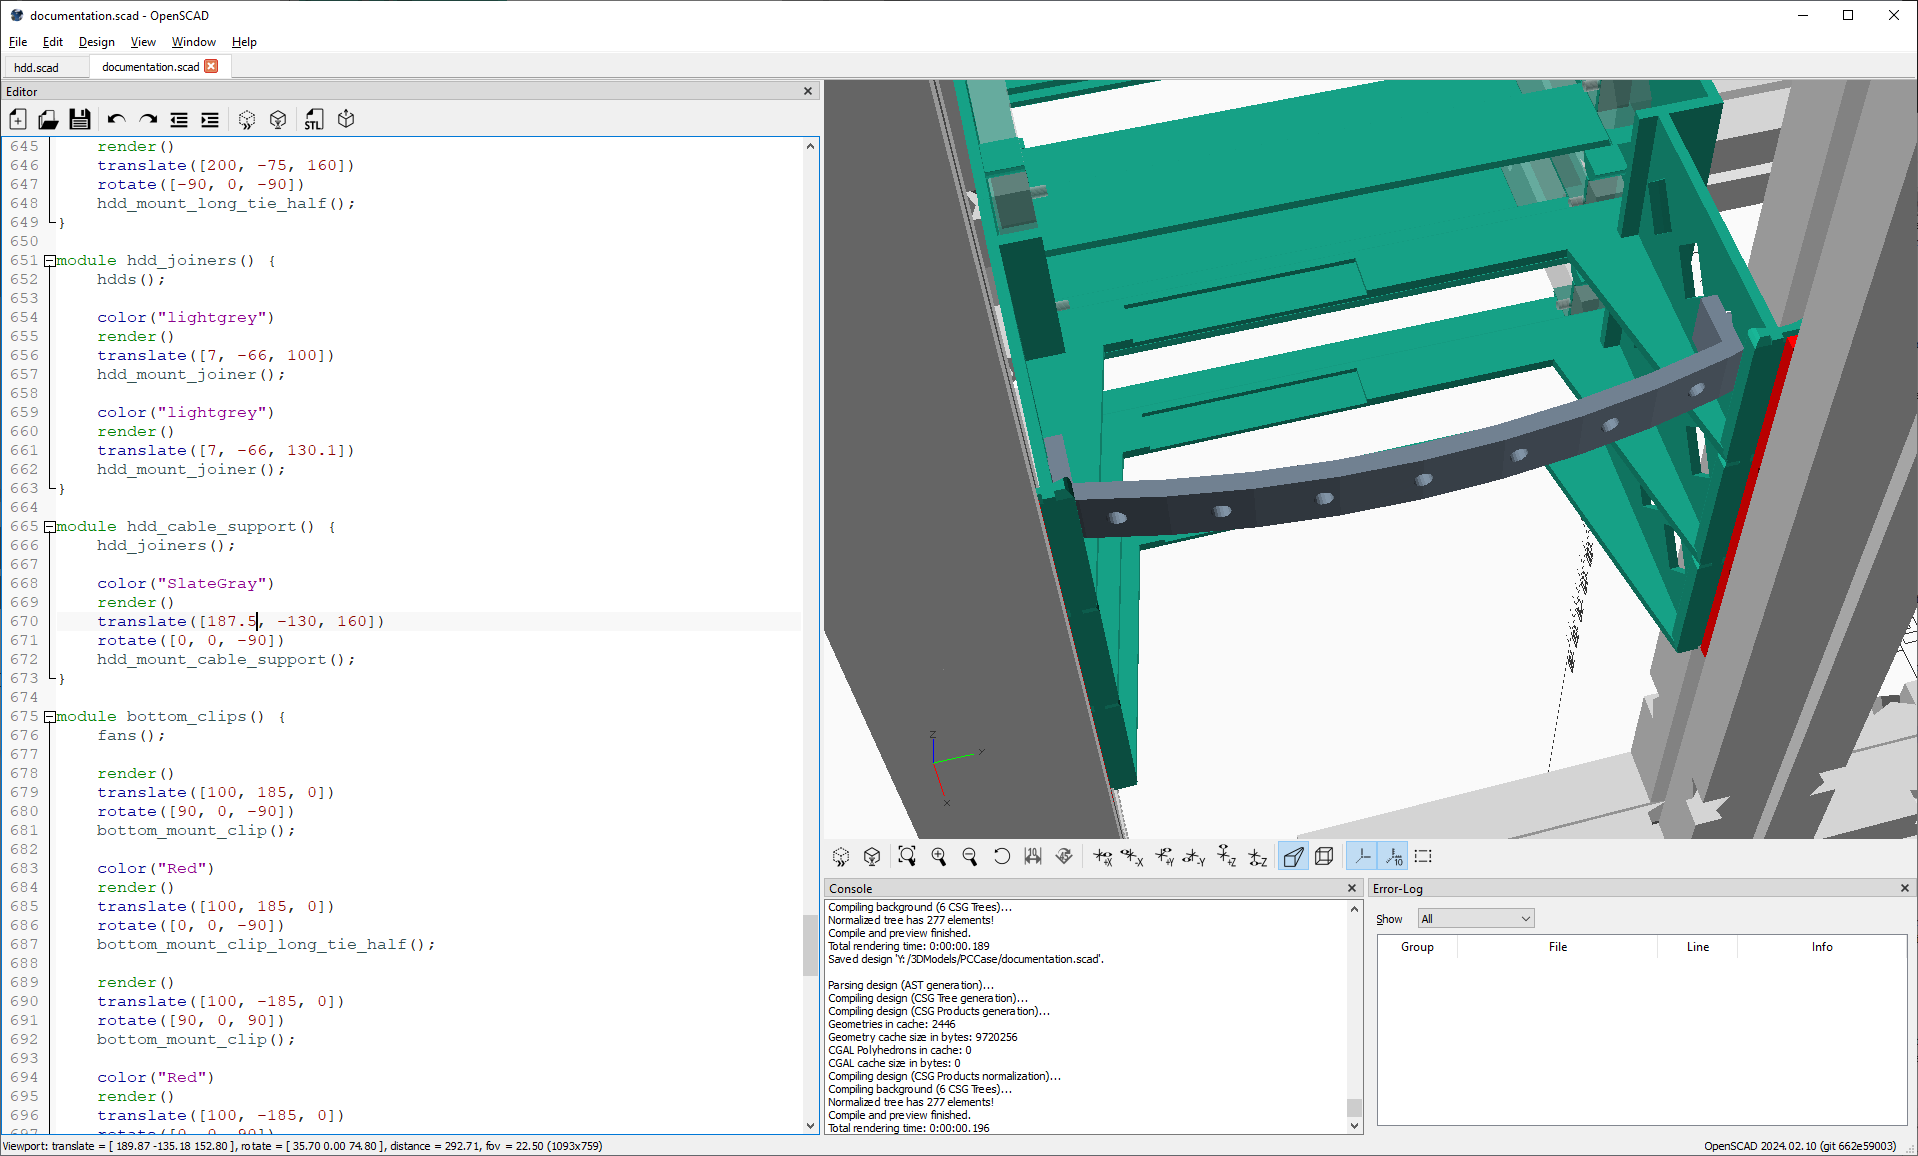 documentation.scad - OpenSCAD
File Edit Design View Window Help
hdd.scad documentation.scad
Editor
645 render()
646 translate([200, -75, 160])
647 rotate([-90, 0, -90])
648 hdd_mount_long_tie_half();
649 }
650
651 module hdd_joiners() {
652 hdds();
653
654 color("lightgrey")
655 render()
656 translate([7, -66, 100])
657 hdd_mount_joiner();
658
659 color("lightgrey")
660 render()
661 translate([7, -66, 130.1])
662 hdd_mount_joiner();
663 }
664
665 module hdd_cable_support() {
666 hdd_joiners();
667
668 color("SlateGray")
669 render()
670 translate([187.5, -130, 160])
671 rotate([0, 0, -90])
672 hdd_mount_cable_support();
673 }
674
675 module bottom_clips() {
676 fans();
677
678 render()
679 translate([100, 185, 0])
680 rotate([90, 0, -90])
681 bottom_mount_clip();
682
683 color("Red")
684 render()
685 translate([100, 185, 0])
686 rotate([0, 0, -90])
687 bottom_mount_clip_long_tie_half();
688
689 render()
690 translate([100, -185, 0])
691 rotate([90, 0, 90])
692 bottom_mount_clip();
693
694 color("Red")
695 render()
696 translate([100, -185, 0])
697 rotate([0, 0, 90])
Z
Y
X
Console
Compiling background (6 CSG Trees)...
Normalized tree has 277 elements!
Compile and preview finished.
Total rendering time: 0:00:00.189
Saved design 'Y:/3DModels/PCCase/documentation.scad'.
Parsing design (AST generation)...
Compiling design (CSG Tree generation)...
Compiling design (CSG Products generation)...
Geometries in cache: 2446
Geometry cache size in bytes: 9720256
CGAL Polyhedrons in cache: 0
CGAL cache size in bytes: 0
Compiling design (CSG Products normalization)...
Compiling background (6 CSG Trees)...
Normalized tree has 277 elements!
Compile and preview finished.
Total rendering time: 0:00:00.196
Error-Log
Show All
Group File Line Info
Viewport: translate = [ 189.87 -135.18 152.80 ], rotate = [ 35.70 0.00 74.80 ], distance = 292.71, fov = 22.50 (1093x759)
OpenSCAD 2024.02.10 (git 662e59003)